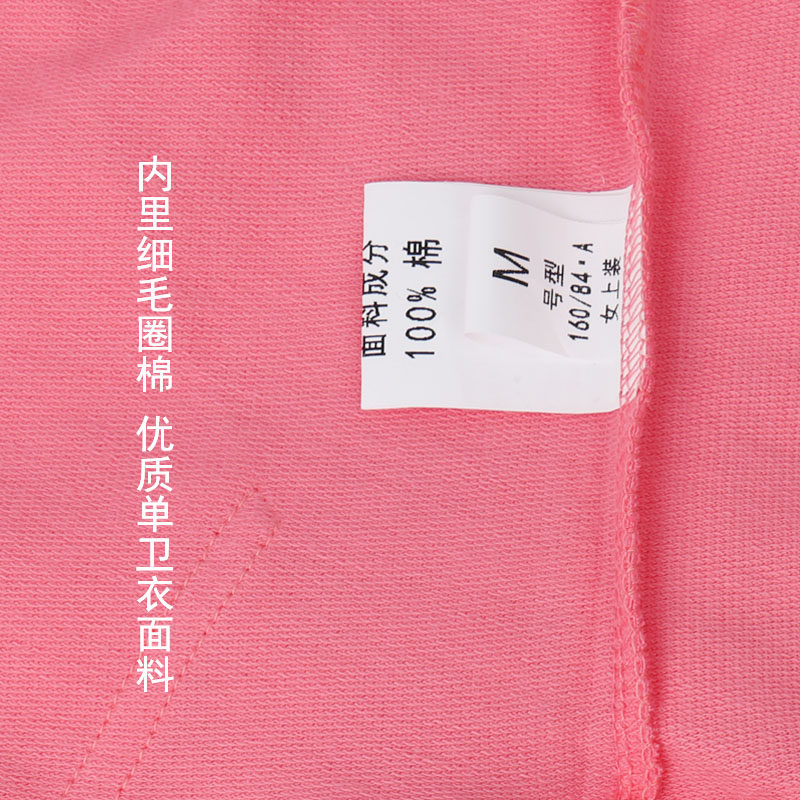 内里细毛圈棉 优质单卫衣面料
面料成分
100% 棉
M
号型
160/84·A
女上装